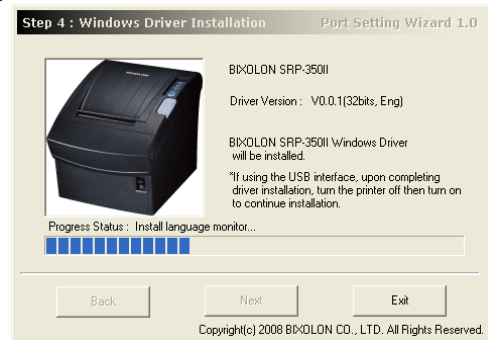 Step 4 : Windows Driver Installation
Port Setting Wizard 1.0
BIXOLON SRP-350II
Driver Version : V0.0.1(32bits, Eng)
BIXOLON SRP-350II Windows Driver
will be installed.
*If using the USB interface, upon completing
driver installation, turn the printer off then turn on
to continue installation.
Progress Status : Install language monitor...
Back
Next
Exit
Copyright(c) 2008 BIXOLON CO., LTD. All Rights Reserved.